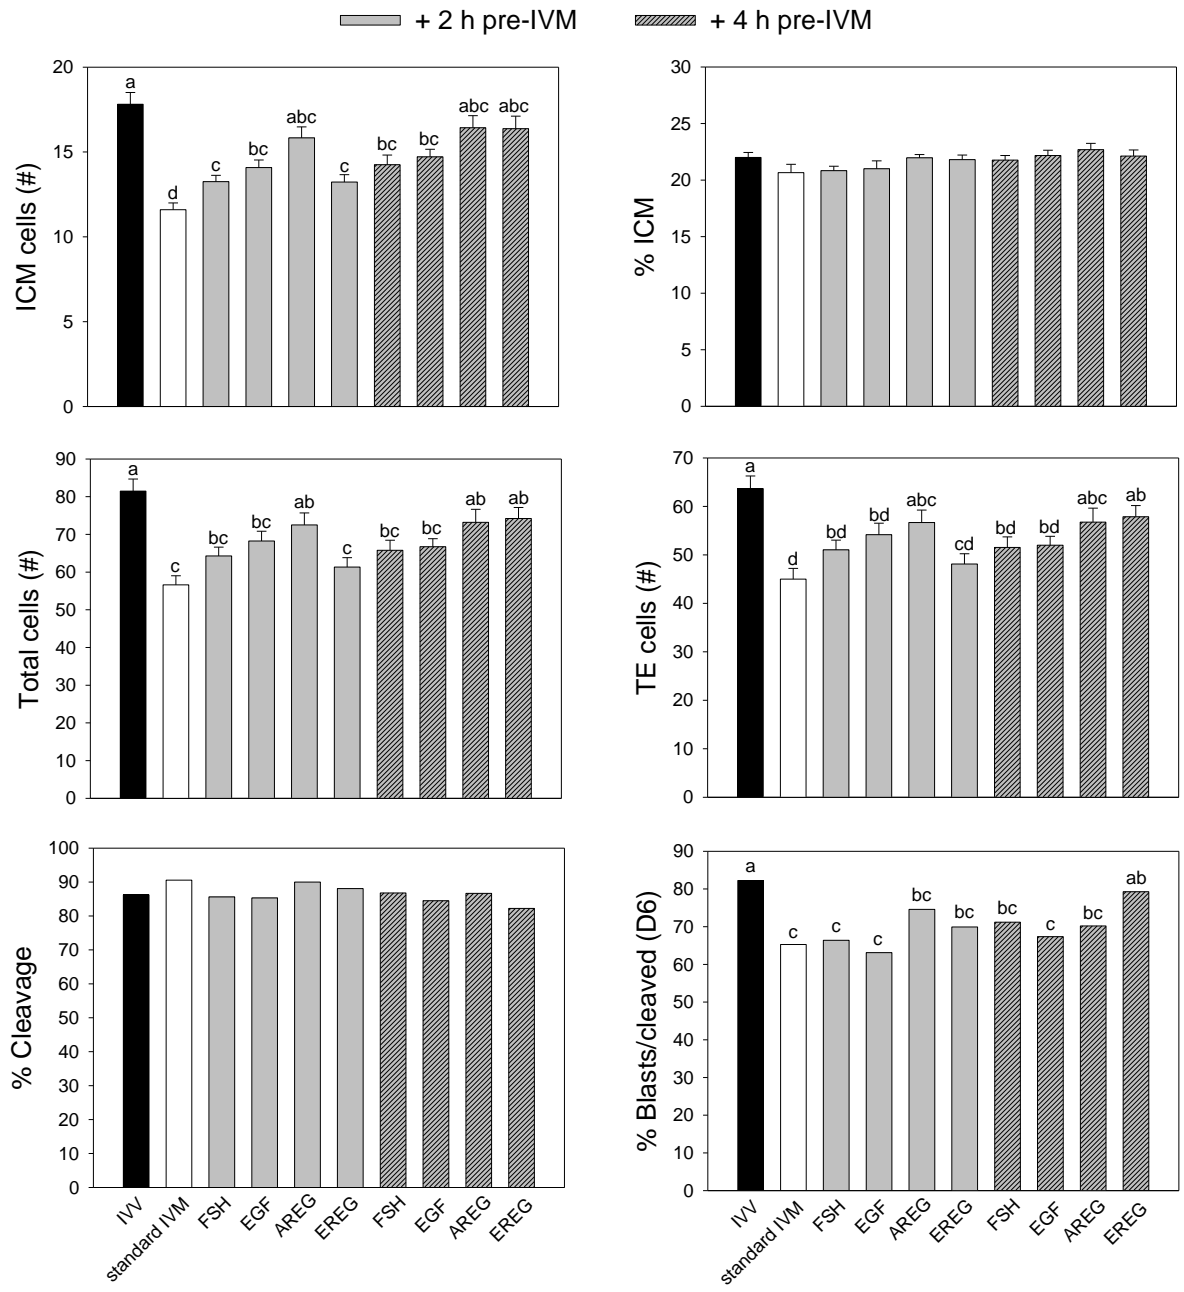 + 2 h pre-IVM + 4 h pre-IVM
ICM cells (#)
20
15
10
5
0
a
d
c
bc
abc
c
bc
bc
abc
abc
% ICM
30
25
20
15
10
5
0
Total cells (#)
90
80
70
60
50
40
30
20
10
0
a
c
bc
bc
ab
c
bc
bc
ab
ab
TE cells (#)
70
60
50
40
30
20
10
0
a
d
bd
bd
abc
cd
bd
bd
abc
ab
% Cleavage
100
90
80
70
60
50
40
30
20
10
0
IVV
standard IVM
FSH
EGF
AREG
EREG
FSH
EGF
AREG
EREG
% Blasts/cleaved (D6)
90
80
70
60
50
40
30
20
10
0
a
c
c
c
bc
bc
bc
c
bc
ab
IVV
standard IVM
FSH
EGF
AREG
EREG
FSH
EGF
AREG
EREG